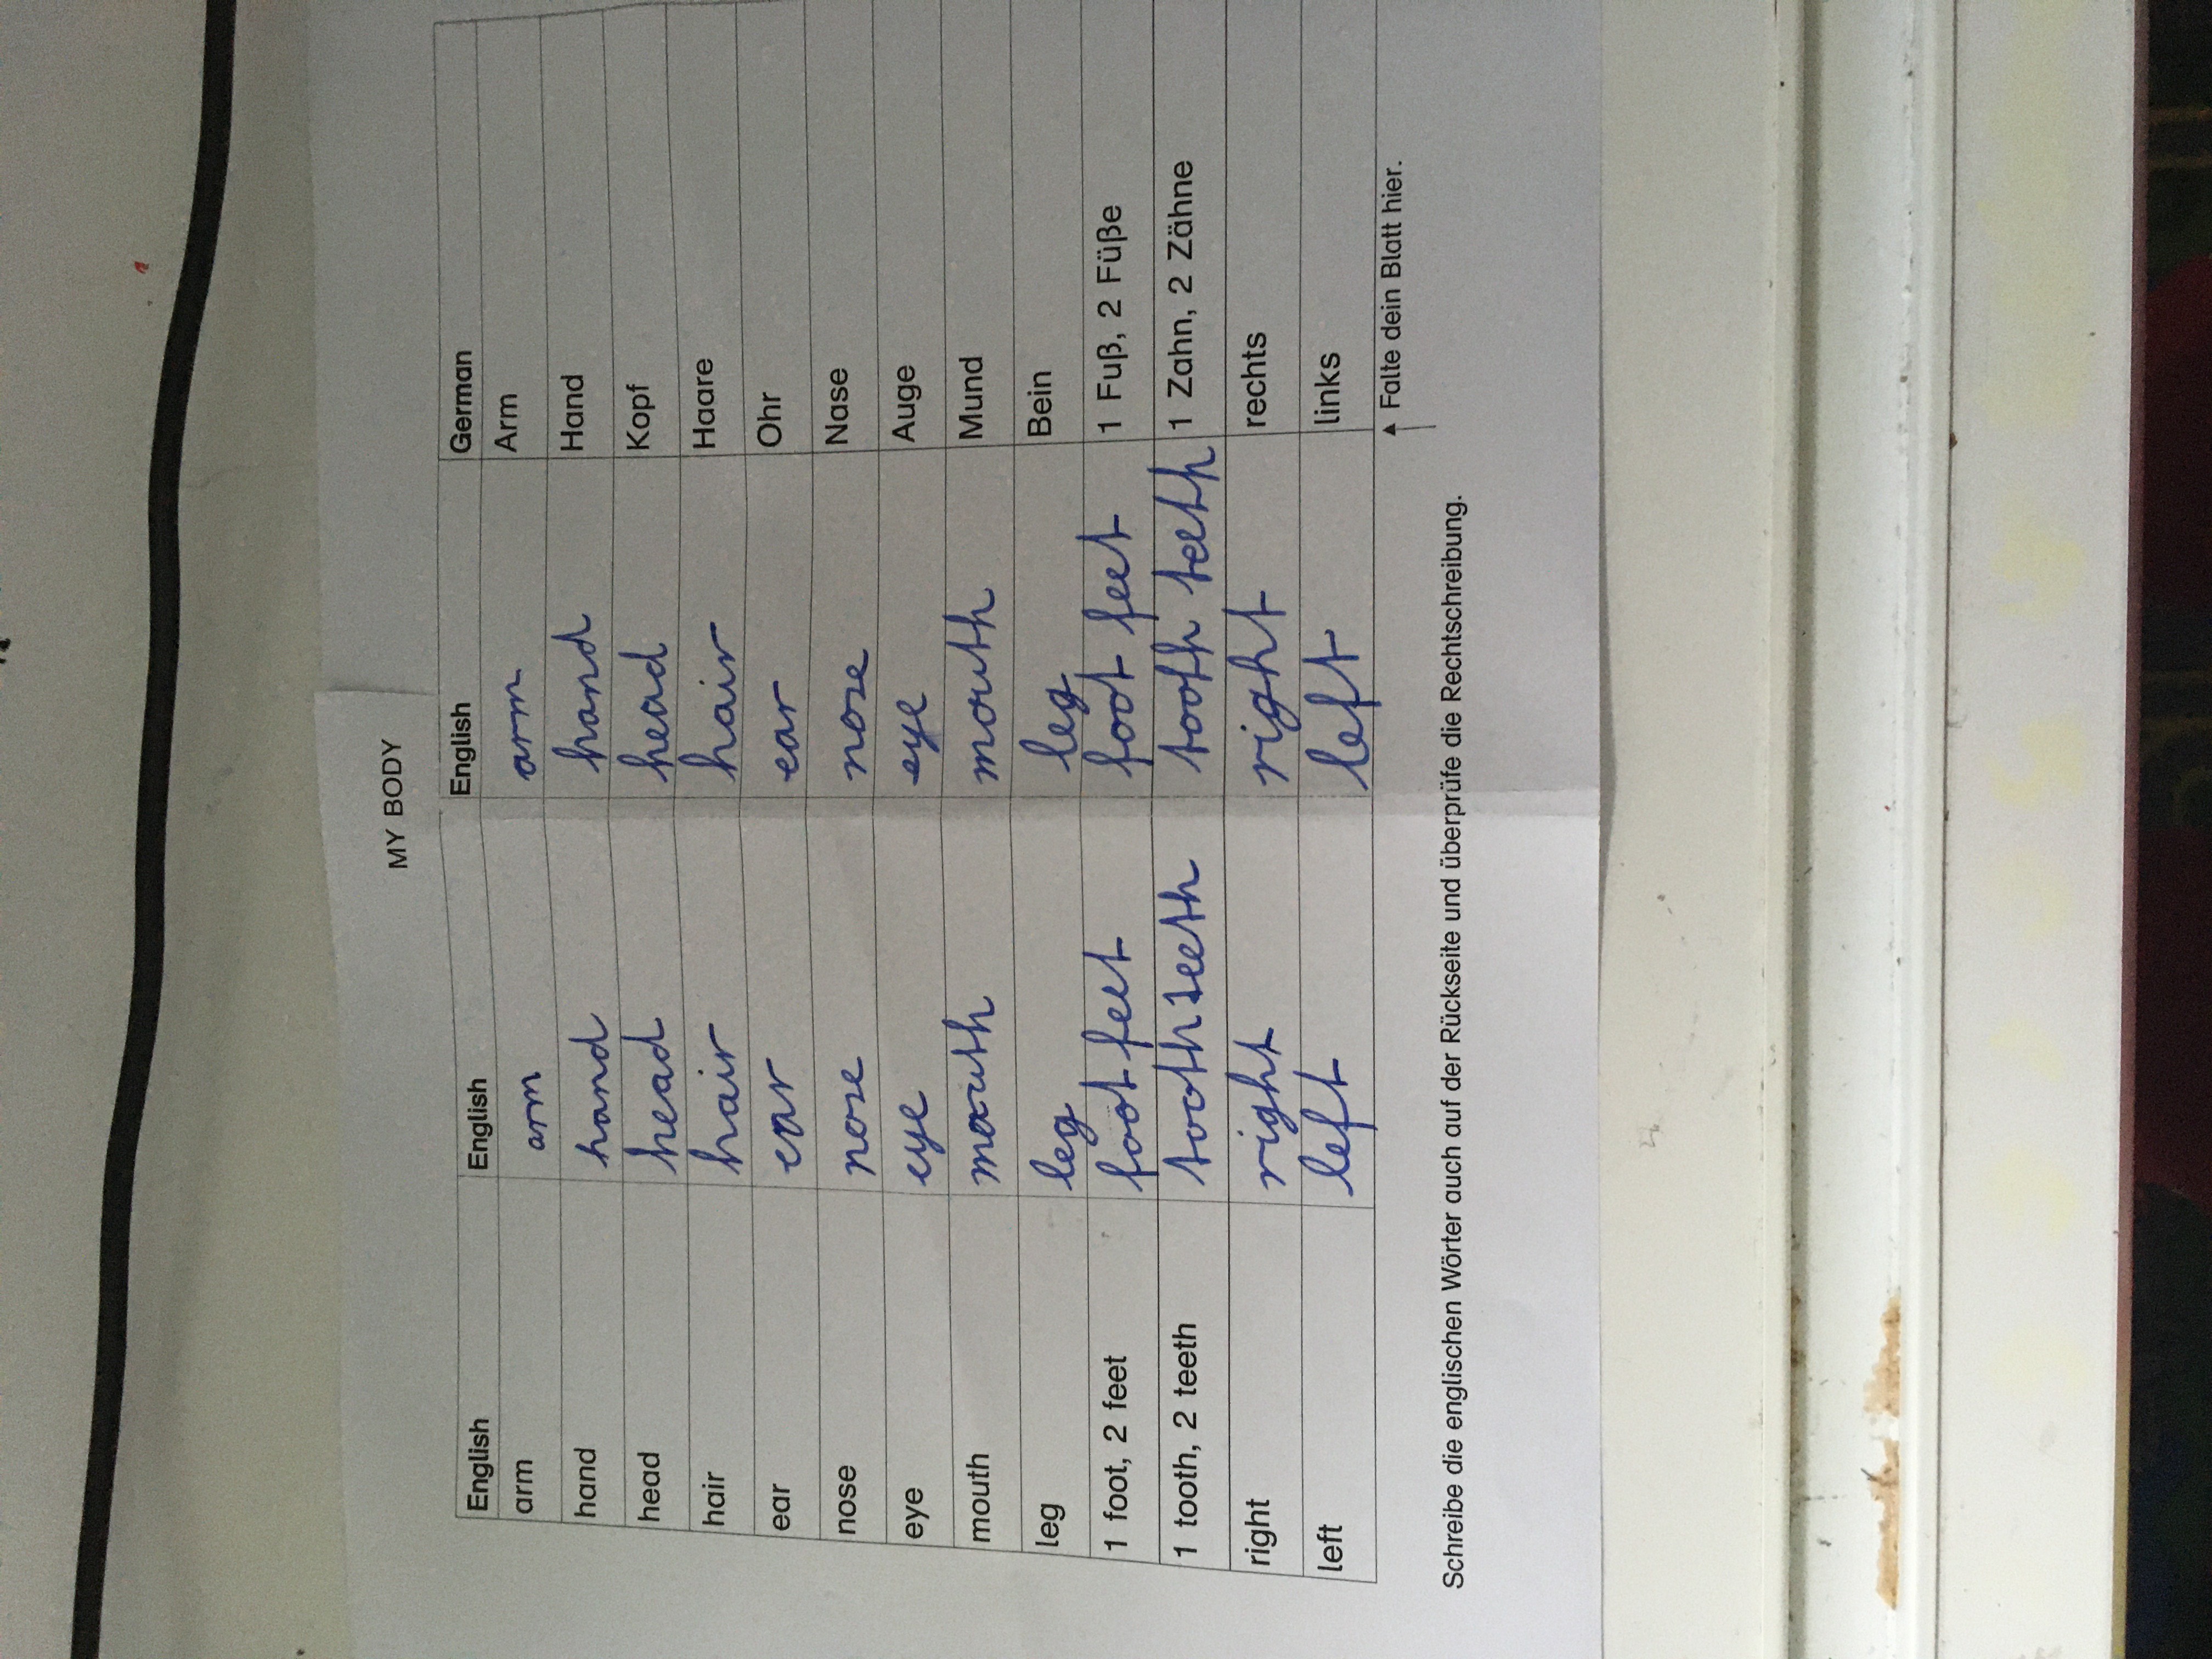 MY BODY
English English English German
arm arm arm Arm
hand hand hand Hand
head head head Kopf
hair hair hair Haare
ear ear ear Ohr
nose nose nose Nase
eye eye eye Auge
mouth mouth mouth Mund
leg leg leg Bein
1 foot, 2 feet foot feet foot feet 1 Fuß, 2 Füße
1 tooth, 2 teeth tooth teeth tooth teeth 1 Zahn, 2 Zähne
right right right rechts
left left left links
Falte dein Blatt hier.
Schreibe die englischen Wörter auch auf der Rückseite und überprüfe die Rechtschreibung.